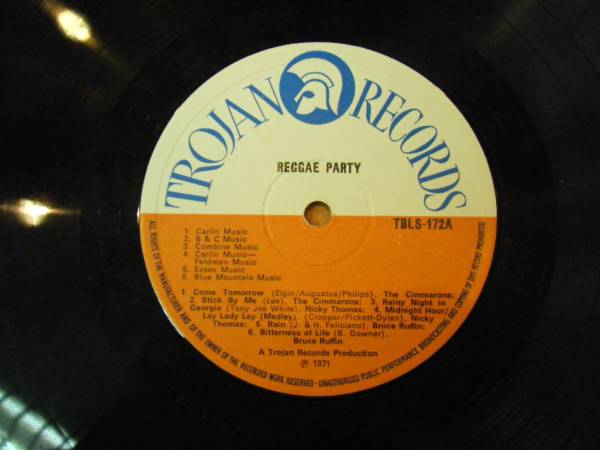 TROJAN RECORDS
REGGAE PARTY
TBLS-172A
1. Carlin Music
2. B & C Music
3. Combine Music
4. Carlin Music—
Feldman Music
5. Essex Music
6. Blue Mountain Music
1. Come Tomorrow (Elgin/Augustus/Philips), The Cimmarons;
2. Stick By Me (Lee), The Cimmarons; 3. Rainy Night in
Georgia (Tony Joe White), Nicky Thomas; 4. Midnight Hour/
Lay Lady Lay (Medley), (Cropper/Pickett-Dylan), Nicky
Thomas; 5. Rain (J. & H. Feliciano), Bruce Ruffin;
6. Bitterness of Life (B. Downer),
Bruce Ruffin
A Trojan Records Production
℗ 1971
ALL RIGHTS OF THE MANUFACTURER AND OF THE OWNER OF THE RECORDED WORK RESERVED - UNAUTHORISED PUBLIC PERFORMANCE, BROADCASTING AND COPYING OF THIS RECORD PROHIBITED